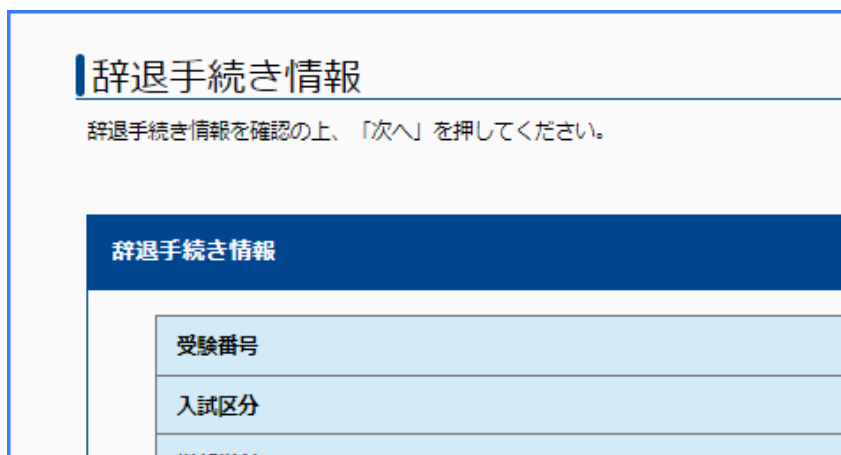 辞退手続き情報
辞退手続き情報を確認の上、「次へ」を押してください。
辞退手続き情報
受験番号
入試区分